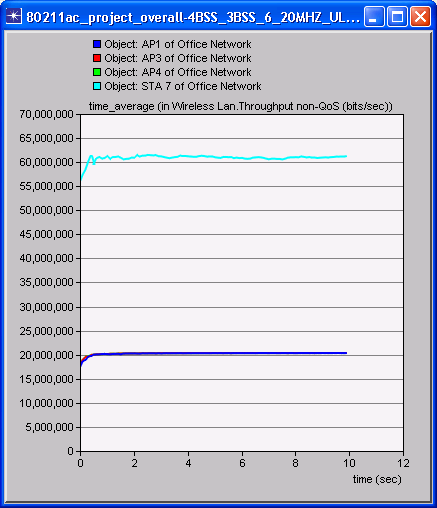 80211ac_project_overall-4BSS_3BSS_6_20MHZ_UL...
Object: AP1 of Office Network
Object: AP3 of Office Network
Object: AP4 of Office Network
Object: STA 7 of Office Network
time_average (in Wireless Lan.Throughput non-QoS (bits/sec))
70,000,000
65,000,000
60,000,000
55,000,000
50,000,000
45,000,000
40,000,000
35,000,000
30,000,000
25,000,000
20,000,000
15,000,000
10,000,000
5,000,000
0
0 2 4 6 8 10 12
time (sec)